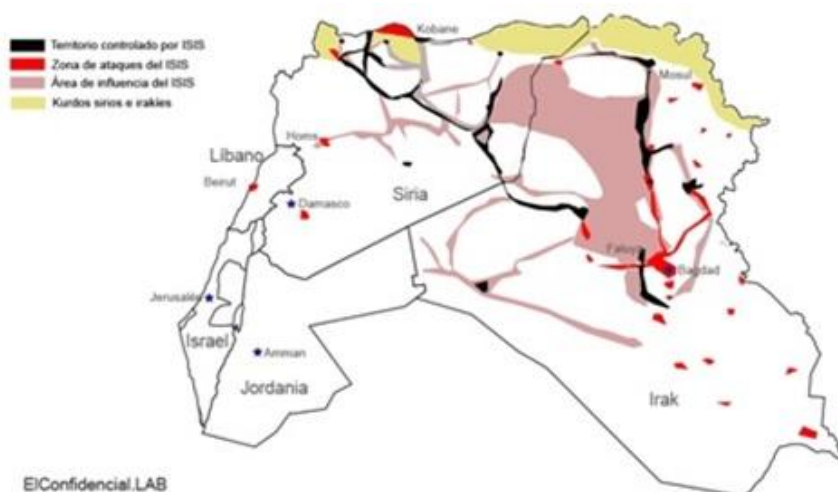 Kobane
Territorio controlado por ISIS
Zona de ataques del ISIS
Área de influencia del ISIS
Kurdos sirios e irakíes
Mosul
Homs
Líbano
Beirut
Siria
Damasco
Faluya
Bagdad
Jerusalén
Israel
Amman
Jordania
Irak
ElConfidencial.LAB